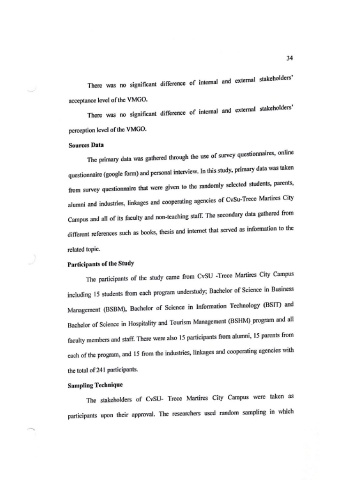 34
There was no significant difference of internal and external stakeholders'
acceptance level of the VMGO.
There was no significant difference of internal and external stakeholders'
perception level of the VMGO.
Sources Data
The primary data was gathered through the use of survey questionnaires, online
questionnaire (google form) and personal interview. In this study, primary data was taken
from survey questionnaire that were given to the randomly selected students, parents,
alumni and industries, linkages and cooperating agencies of CvSu-Trece Martires City
Campus and all of its faculty and non-teaching staff. The secondary data gathered from
different references such as books, thesis and internet that served as information to the
related topic.
Participants of the Study
The participants of the study came from CvSU -Trece Martires City Campus
including 15 students from each program understudy; Bachelor of Science in Business
Management (BSBM), Bachelor of Science in Information Technology (BSIT) and
Bachelor of Science in Hospitality and Tourism Management (BSHM) program and all
faculty members and staff. There were also 15 participants from alumni, 15 parents from
each of the program, and 15 from the industries, linkages and cooperating agencies with
the total of 241 participants.
Sampling Technique
The stakeholders of CvSU- Trece Martires City Campus were taken as
participants upon their approval. The researchers used random sampling in which